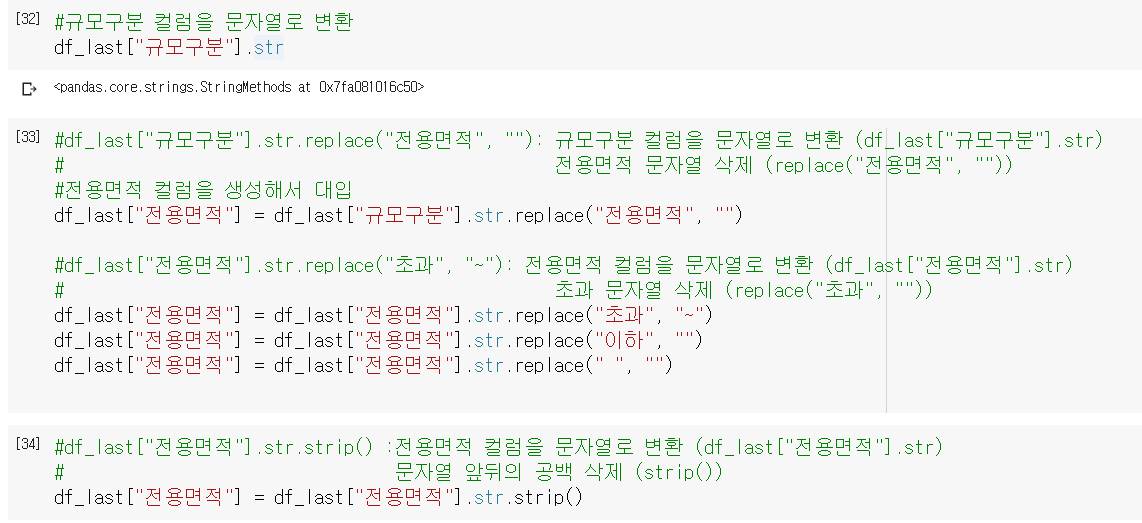 [32] #규모구분 컬럼을 문자열로 변환
df_last["규모구분"].str
<pandas.core.strings.StringMethods at 0x7fa081016c50>
[33] #df_last["규모구분"].str.replace("전용면적", ""): 규모구분 컬럼을 문자열로 변환 (df_last["규모구분"].str)
# 전용면적 문자열 삭제 (replace("전용면적", ""))
#전용면적 컬럼을 생성해서 대입
df_last["전용면적"] = df_last["규모구분"].str.replace("전용면적", "")
#df_last["전용면적"].str.replace("초과", "~"): 전용면적 컬럼을 문자열로 변환 (df_last["전용면적"].str)
# 초과 문자열 삭제 (replace("초과", ""))
df_last["전용면적"] = df_last["전용면적"].str.replace("초과", "~")
df_last["전용면적"] = df_last["전용면적"].str.replace("이하", "")
df_last["전용면적"] = df_last["전용면적"].str.replace(" ", "")
[34] #df_last["전용면적"].str.strip() :전용면적 컬럼을 문자열로 변환 (df_last["전용면적"].str)
# 문자열 앞뒤의 공백 삭제 (strip())
df_last["전용면적"] = df_last["전용면적"].str.strip()